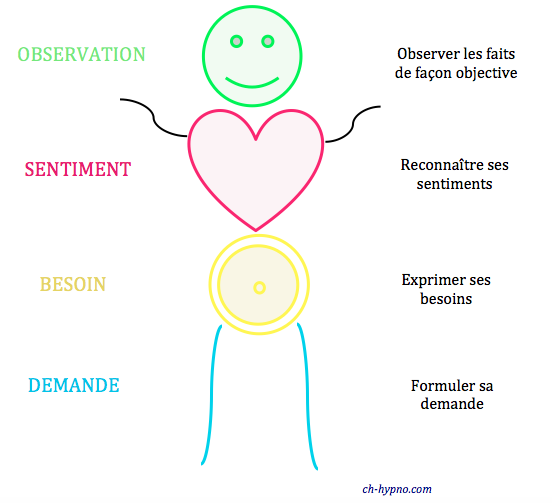 OBSERVATION
Observer les faits
de façon objective
SENTIMENT
Reconnaître ses
sentiments
BESOIN
Exprimer ses
besoins
DEMANDE
Formuler sa
demande
ch-hypno.com